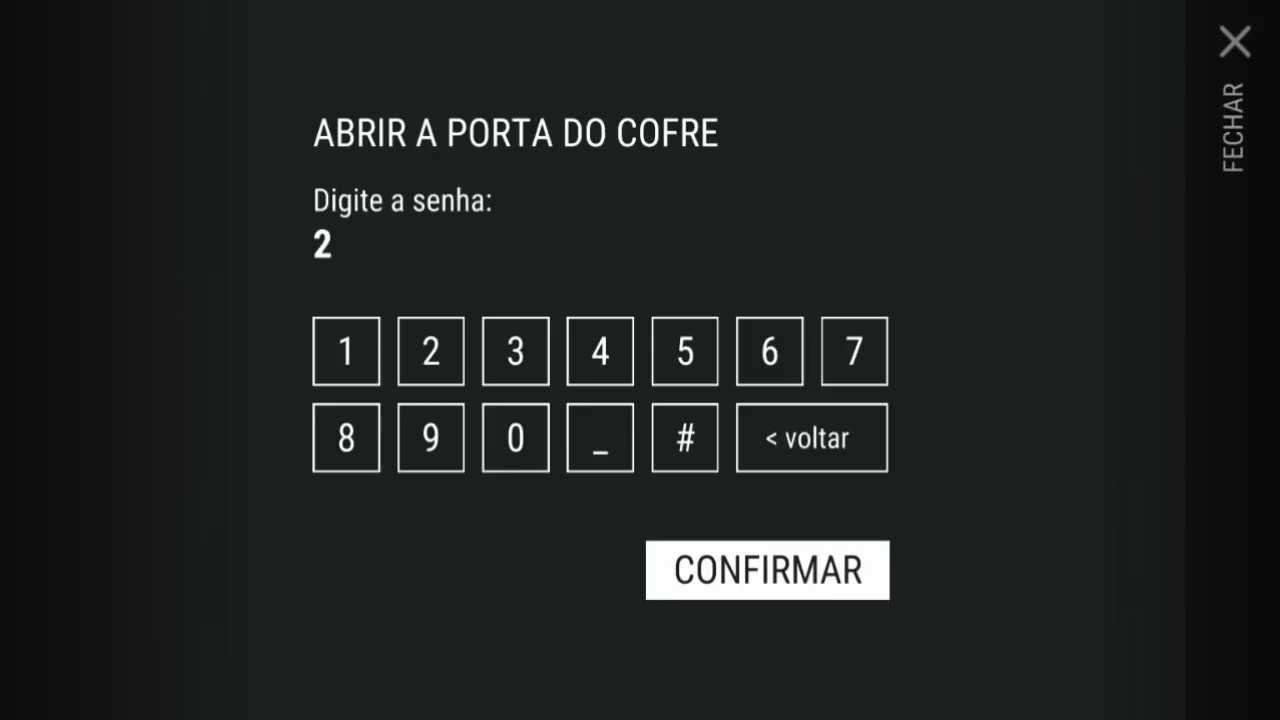 FECHAR
ABRIR A PORTA DO COFRE
Digite a senha:
2
1 2 3 4 5 6 7
8 9 0 _ # < voltar
CONFIRMAR